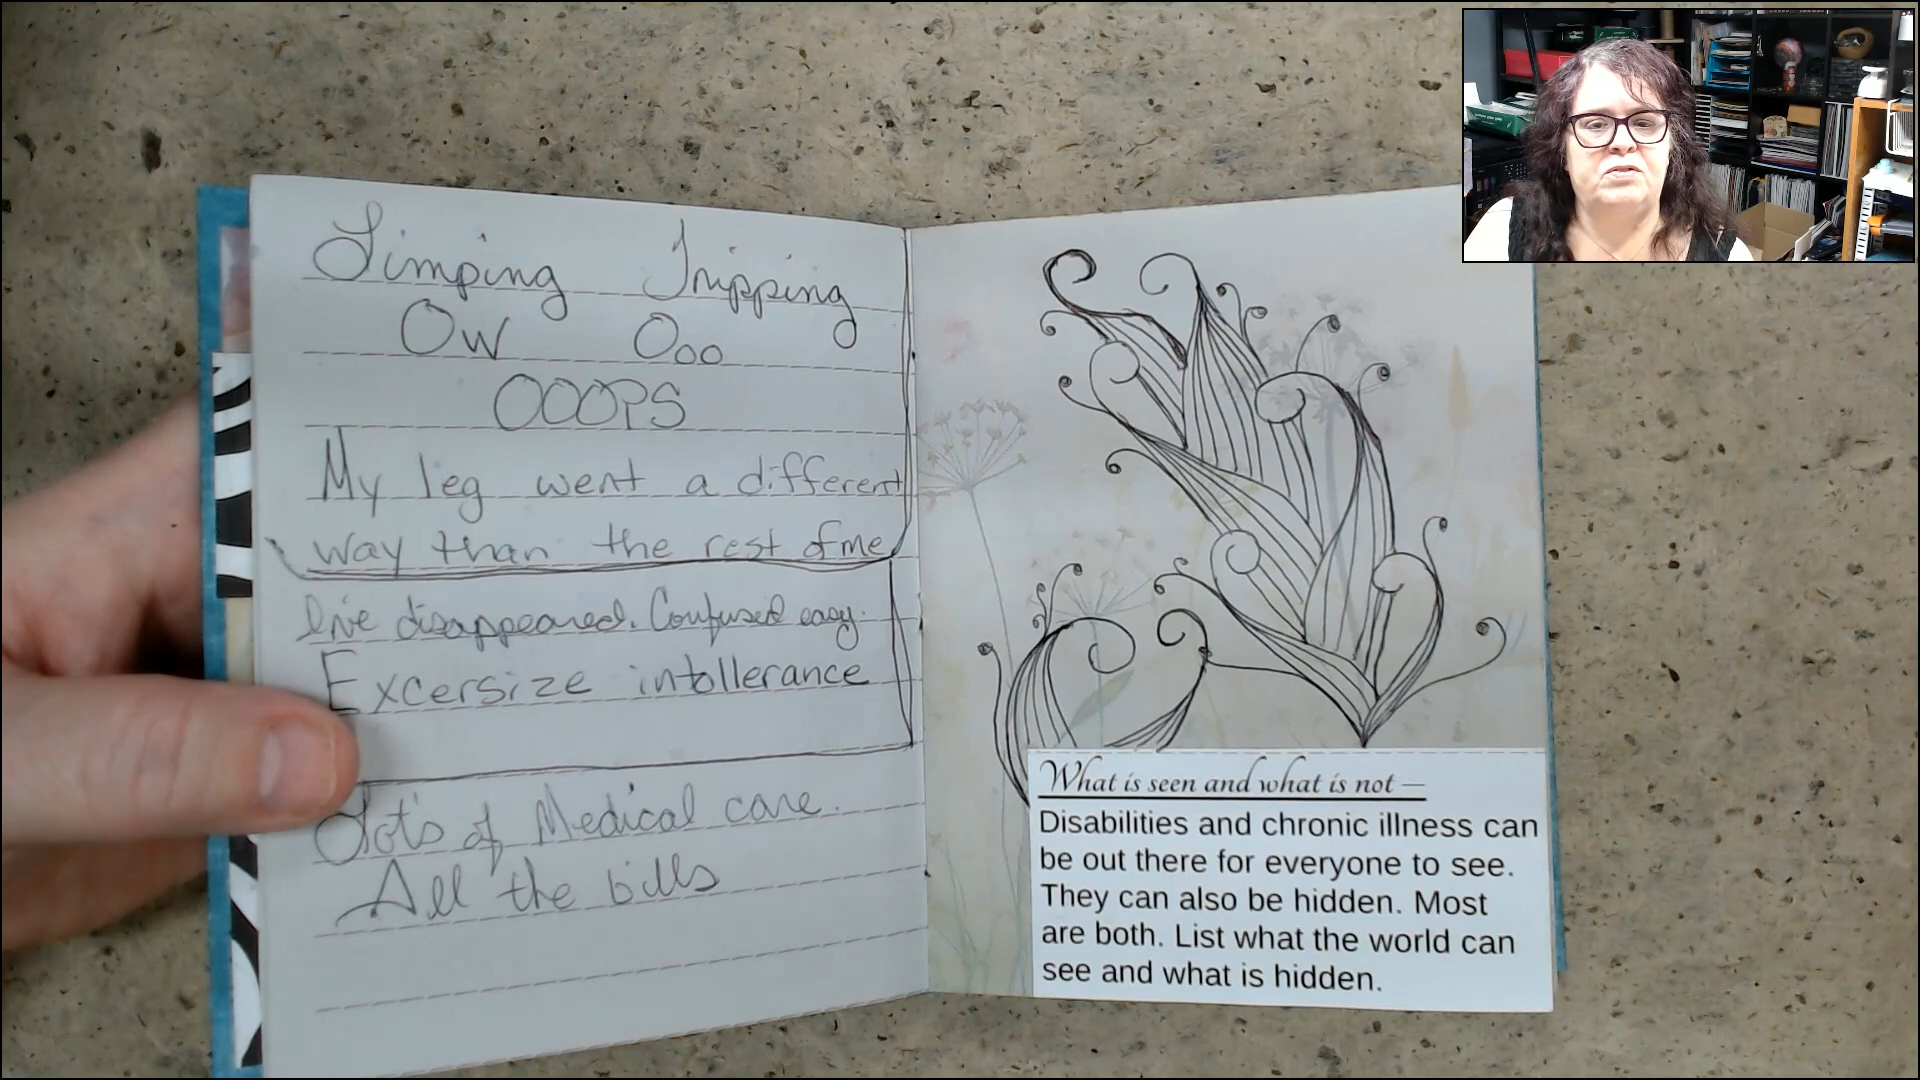 Limping Tripping
Ow Ooo
OOOPS
My leg went a different
way than the rest of me
I've disappeared. Confused easy.
Excersize intollerance
Lots of Medical care.
All the bills
What is seen and what is not —
Disabilities and chronic illness can
be out there for everyone to see.
They can also be hidden. Most
are both. List what the world can
see and what is hidden.